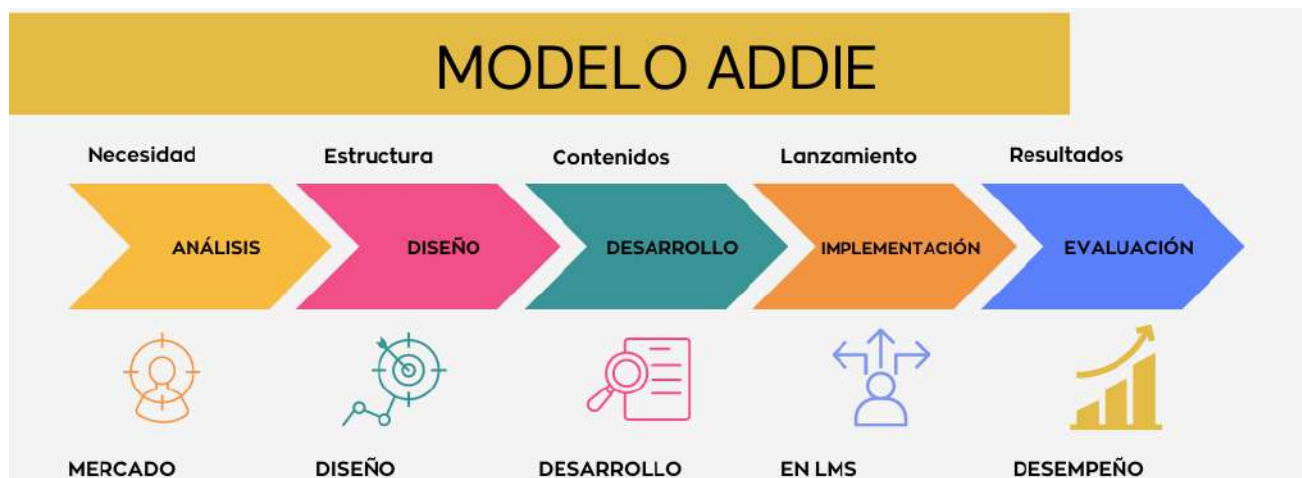 MODELO ADDIE
Necesidad Estructura Contenidos Lanzamiento Resultados
ANÁLISIS DISEÑO DESARROLLO IMPLEMENTACIÓN EVALUACIÓN
MERCADO DISEÑO DESARROLLO EN LMS DESEMPEÑO